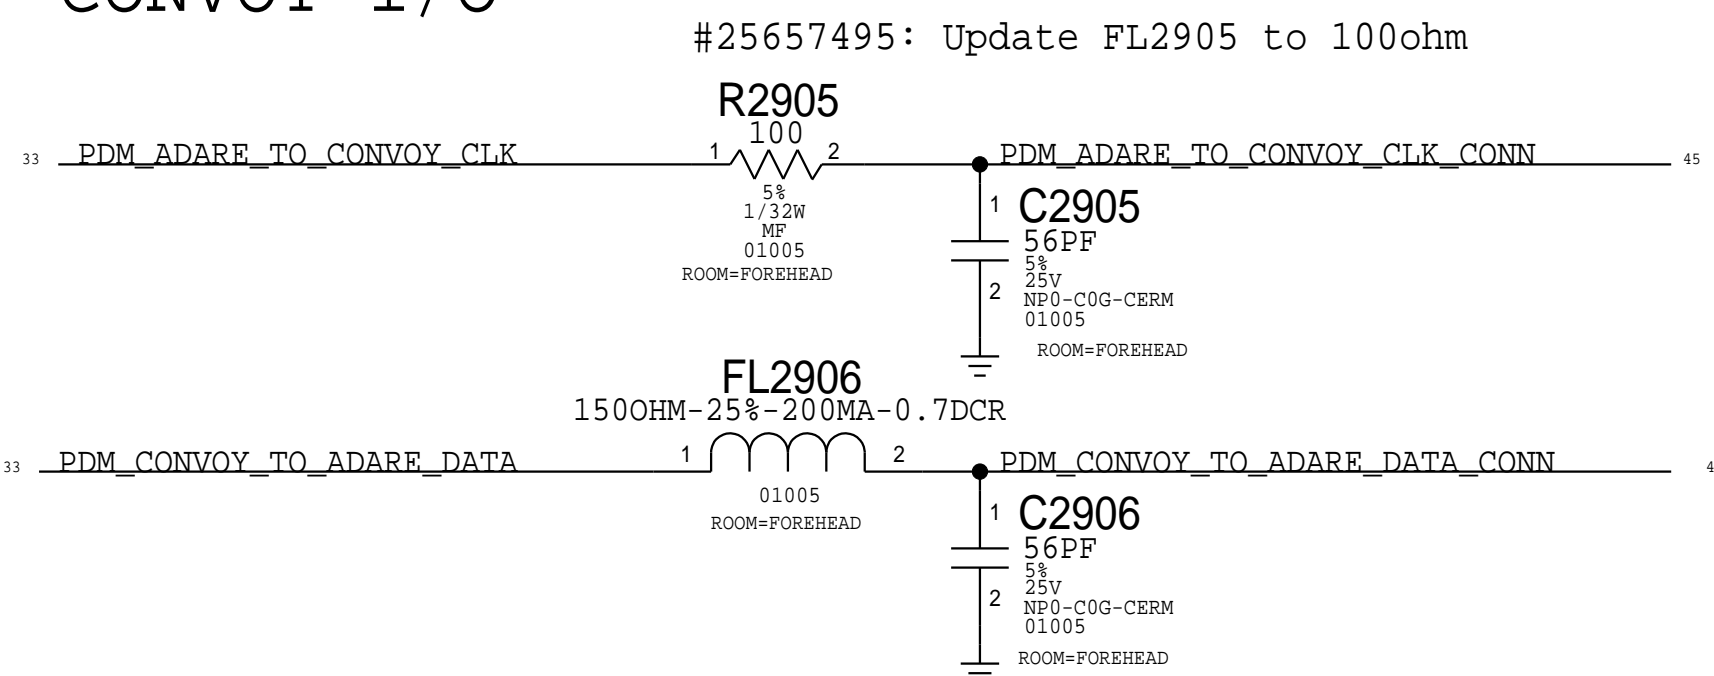 CONVOY I/O
#25657495: Update FL2905 to 100ohm
R2905
100
33 PDM_ADARE_TO_CONVOY_CLK 1 2 PDM_ADARE_TO_CONVOY_CLK_CONN 45
5%
1/32W
MF
01005
ROOM=FOREHEAD
1 C2905
56PF
5%
25V
2 NP0-C0G-CERM
01005
ROOM=FOREHEAD
FL2906
150OHM-25%-200MA-0.7DCR
33 PDM_CONVOY_TO_ADARE_DATA 1 2 PDM_CONVOY_TO_ADARE_DATA_CONN 4
01005
ROOM=FOREHEAD
1 C2906
56PF
5%
25V
2 NP0-C0G-CERM
01005
ROOM=FOREHEAD